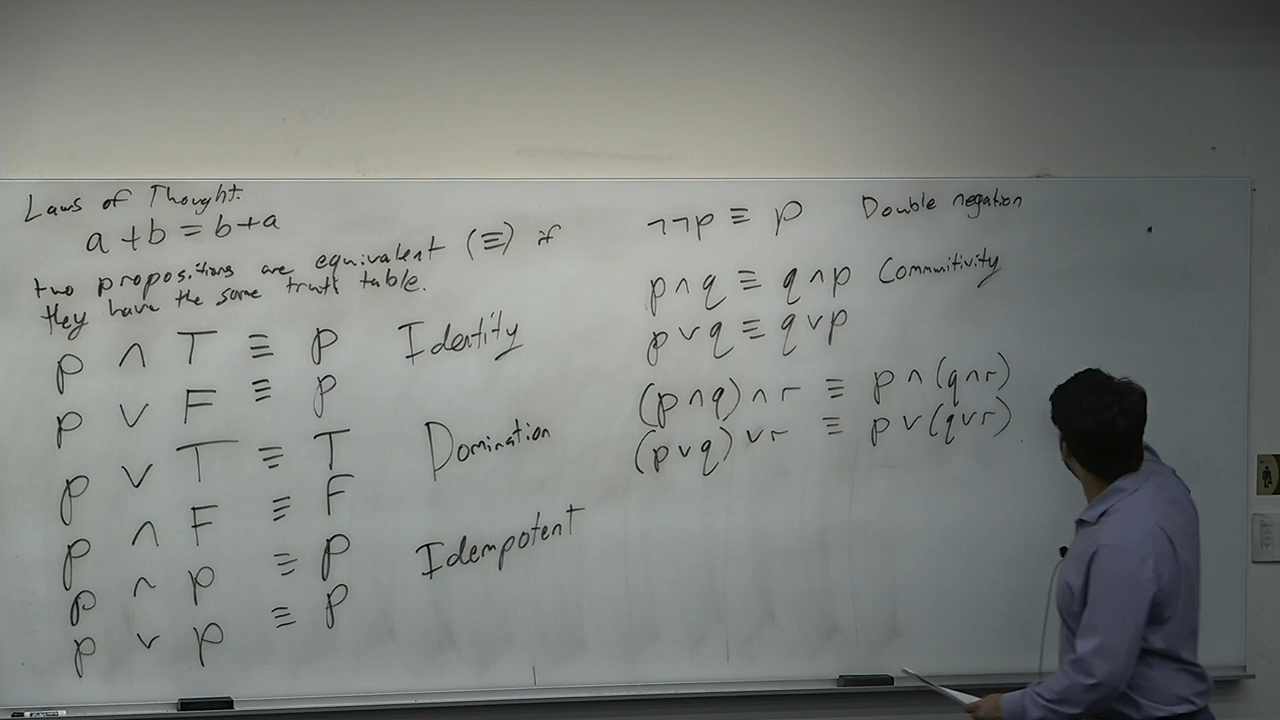 Laws of Thought:
a + b = b + a
two propositions are equivalent (≡) if
they have the same truth table.
p ∧ T ≡ p Identity
p ∨ F ≡ p
p ∨ T ≡ T Domination
p ∧ F ≡ F
p ∧ p ≡ p Idempotent
p ∨ p ≡ p
¬¬p ≡ p Double negation
p ∧ q ≡ q ∧ p Commuitivity
p ∨ q ≡ q ∨ p
(p ∧ q) ∧ r ≡ p ∧ (q ∧ r)
(p ∨ q) ∨ r ≡ p ∨ (q ∨ r)